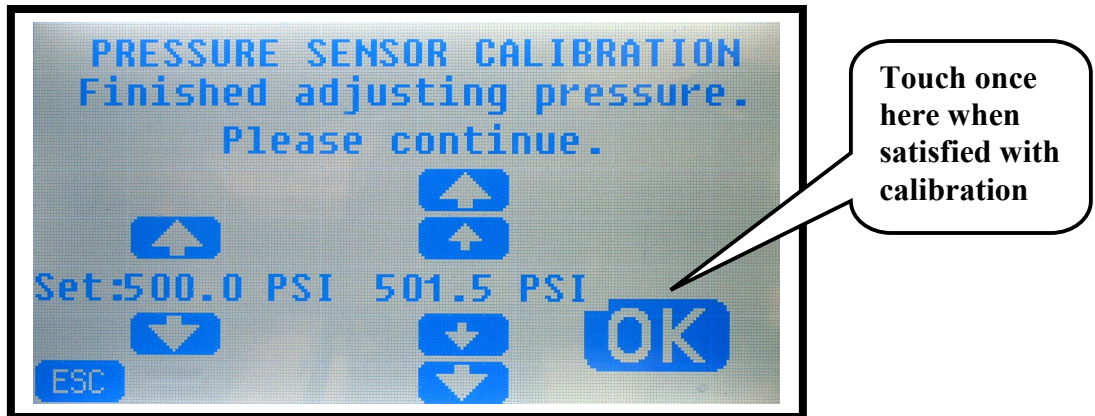 PRESSURE SENSOR CALIBRATION
Finished adjusting pressure.
Please continue.
Set:500.0 PSI 501.5 PSI
OK
ESC
Touch once
here when
satisfied with
calibration